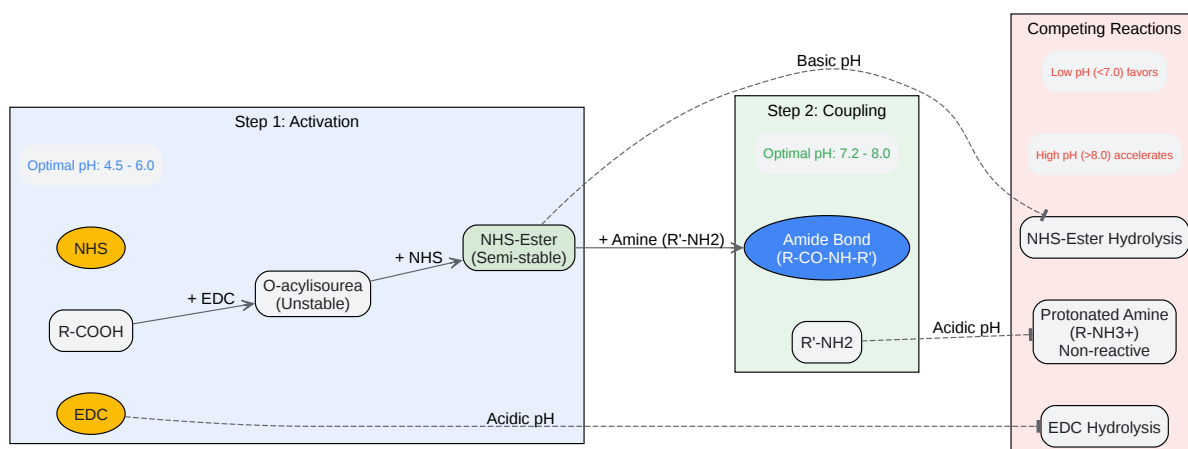 Competing Reactions
Low pH (<7.0) favors
High pH (>8.0) accelerates
NHS-Ester Hydrolysis
Protonated Amine
(R-NH3+)
Non-reactive
EDC Hydrolysis
Basic pH
Step 1: Activation
Optimal pH: 4.5 - 6.0
NHS
R-COOH
EDC
+ EDC
O-acylisourea
(Unstable)
+ NHS
NHS-Ester
(Semi-stable)
+ Amine (R'-NH2)
Step 2: Coupling
Optimal pH: 7.2 - 8.0
Amide Bond
(R-CO-NH-R')
R'-NH2
Acidic pH
Acidic pH